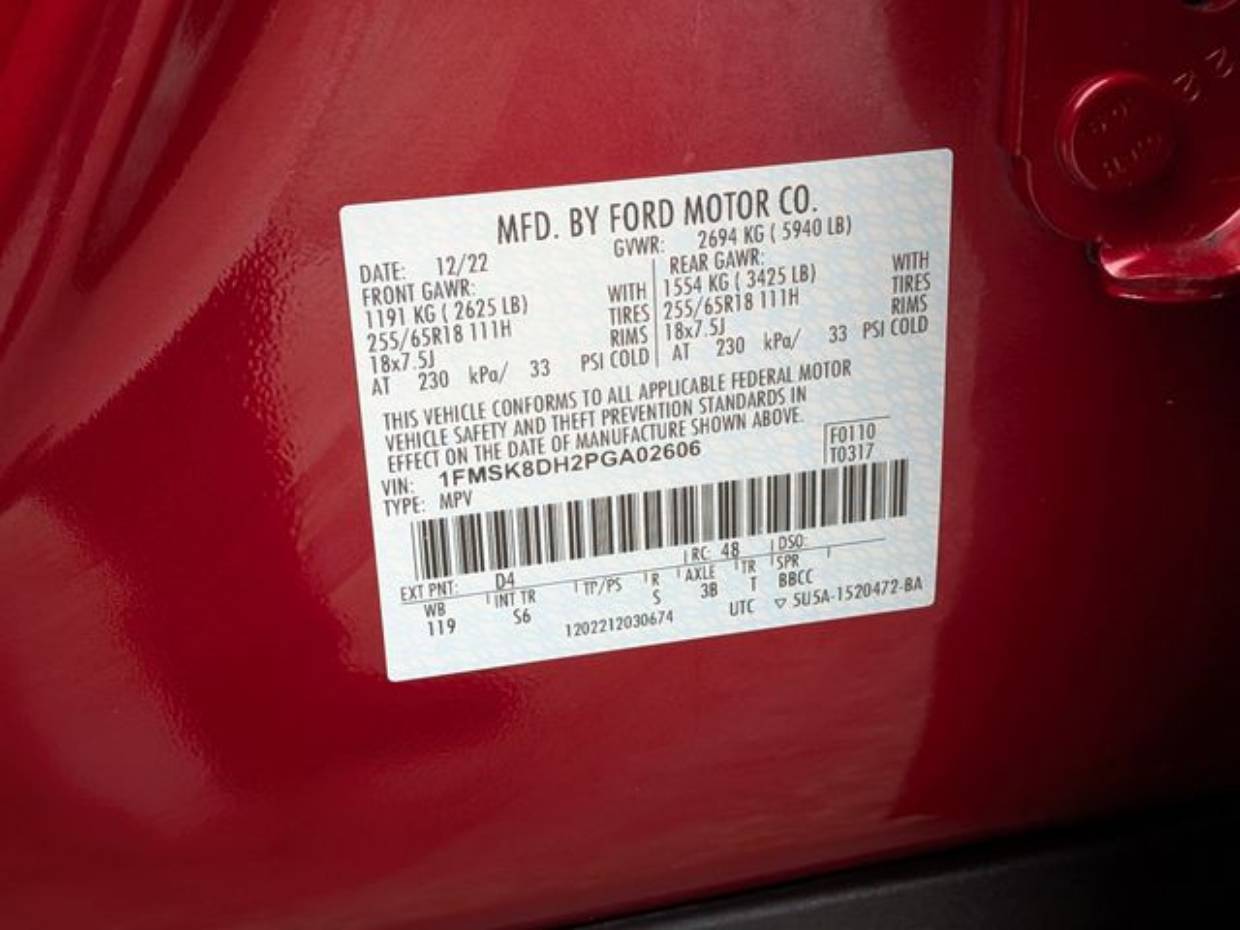 MFD. BY FORD MOTOR CO.
DATE: 12/22 GVWR: 2694 KG ( 5940 LB)
FRONT GAWR: REAR GAWR:
1191 KG ( 2625 LB) WITH 1554 KG ( 3425 LB) WITH
255/65R18 111H TIRES 255/65R18 111H TIRES
18x7.5J RIMS 18x7.5J RIMS
AT 230 kPa/ 33 PSI COLD AT 230 kPa/ 33 PSI COLD
THIS VEHICLE CONFORMS TO ALL APPLICABLE FEDERAL MOTOR
VEHICLE SAFETY AND THEFT PREVENTION STANDARDS IN
EFFECT ON THE DATE OF MANUFACTURE SHOWN ABOVE.
VIN: 1FMSK8DH2PGA02606 F0110
TYPE: MPV T0317
EXT PNT: D4 RC: 48 DSO:
WB INT TR TP/PS R AXLE TR SPR
119 S6 S 3B T BBCC
1202212030674 UTC ▽ 5U5A-1520472-BA